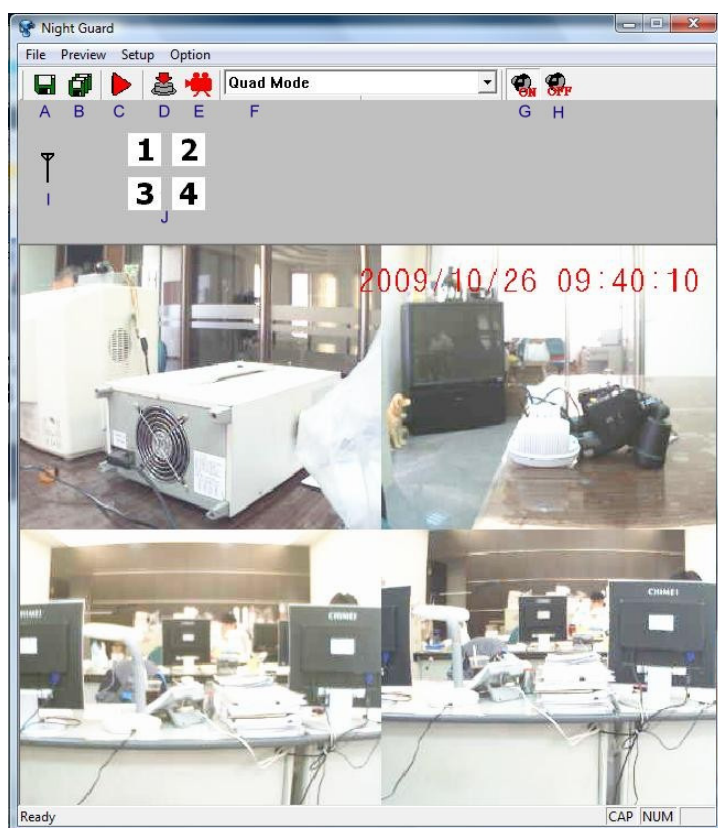 Night Guard
File Preview Setup Option
Quad Mode
ON OFF
A B C D E F G H
1 2
I
3 4
J
2009/10/26 09:40:10
CHIMEI
CHIMEI
CHIMEI
Ready CAP NUM